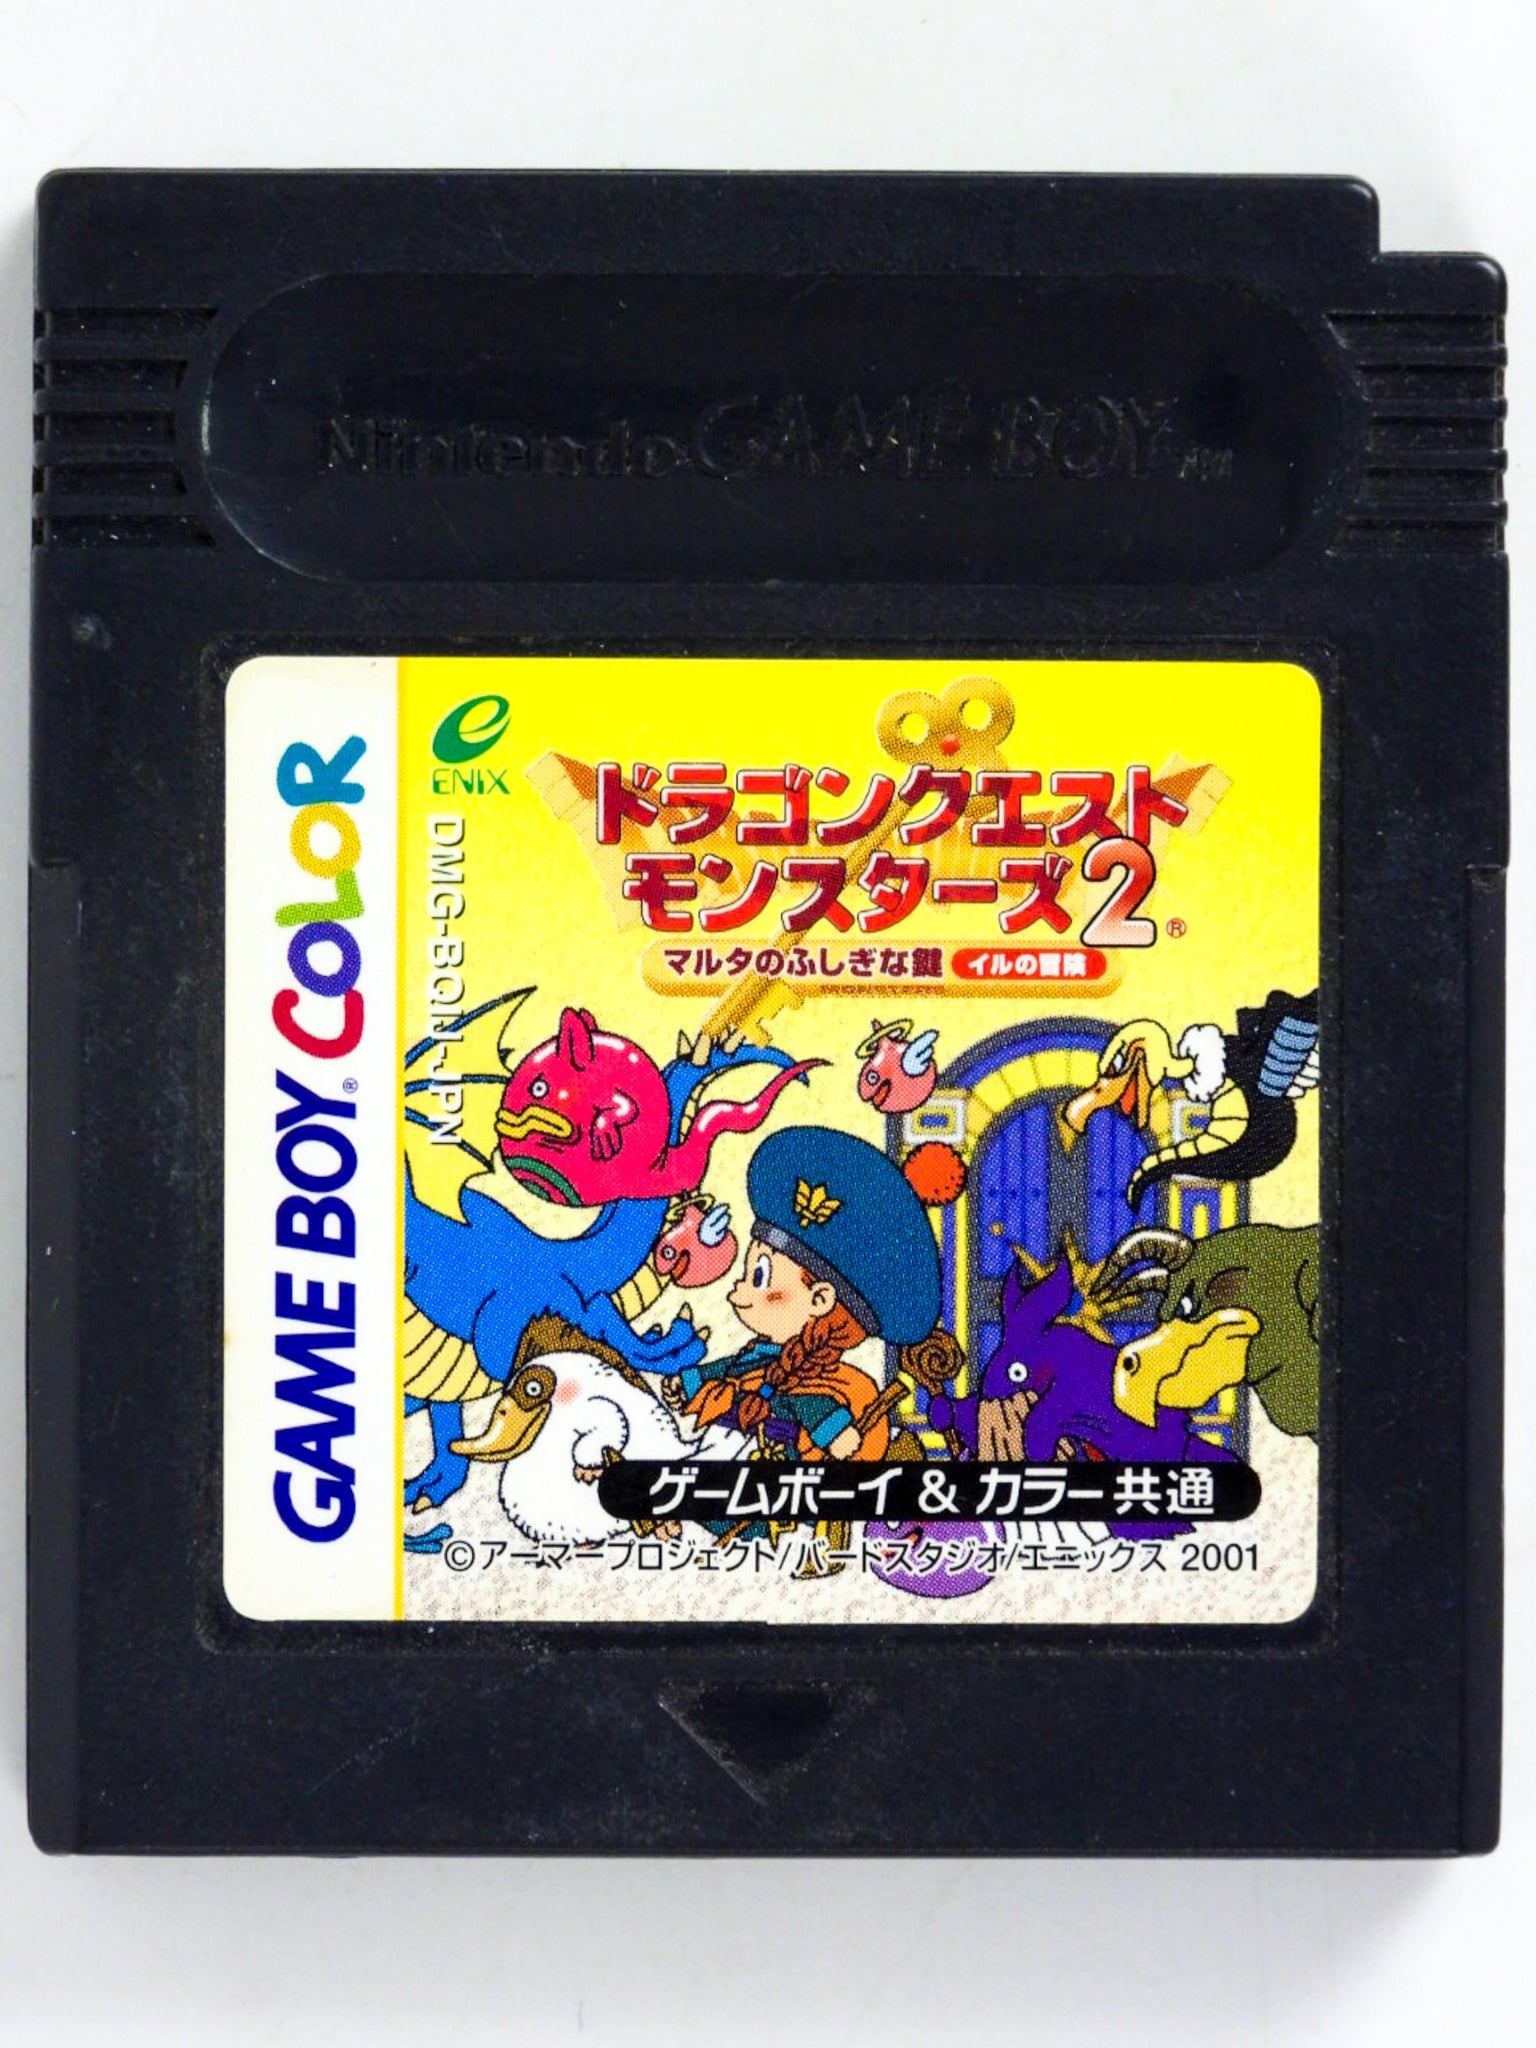 Nintendo GAME BOY TM
GAME BOY® COLOR
ENIX
DMG-BQIJ-JPN
ドラゴンクエスト
モンスターズ2®
マルタのふしぎな鍵 イルの冒険
MONSTERS
ゲームボーイ & カラー 共通
©アーマープロジェクト/バードスタジオ/エニックス 2001